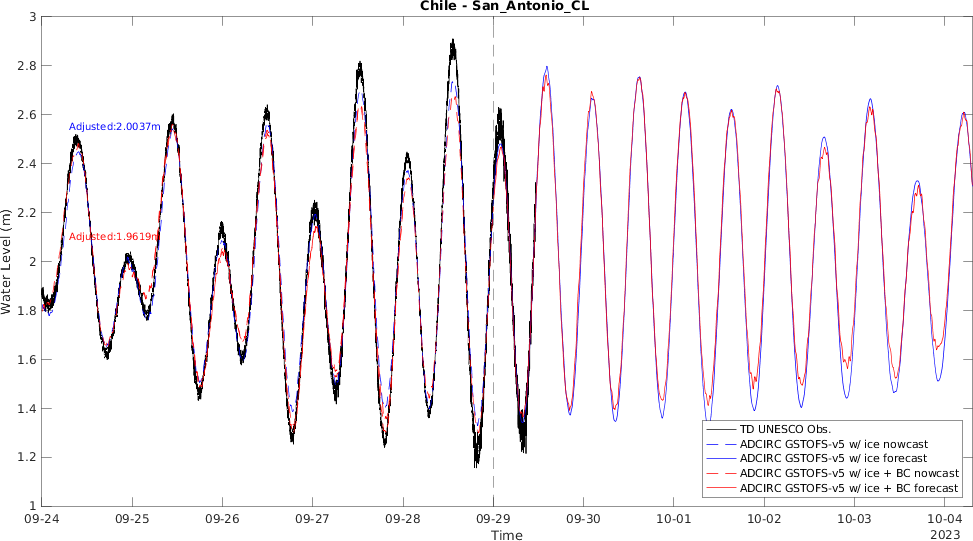 Chile - San_Antonio_CL
3
2.8
2.6
2.4
2.2
2
1.8
1.6
1.4
1.2
1
Water Level (m)
Adjusted:2.0037m
Adjusted:1.9619m
TD UNESCO Obs.
ADCIRC GSTOFS-v5 w/ ice nowcast
ADCIRC GSTOFS-v5 w/ ice forecast
ADCIRC GSTOFS-v5 w/ ice + BC nowcast
ADCIRC GSTOFS-v5 w/ ice + BC forecast
09-24 09-25 09-26 09-27 09-28 09-29 09-30 10-01 10-02 10-03 10-04
Time
2023